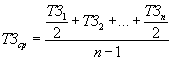 ТЗ_ср = (ТЗ_1/2 + ТЗ_2 + ... + ТЗ_n/2) / (n − 1)